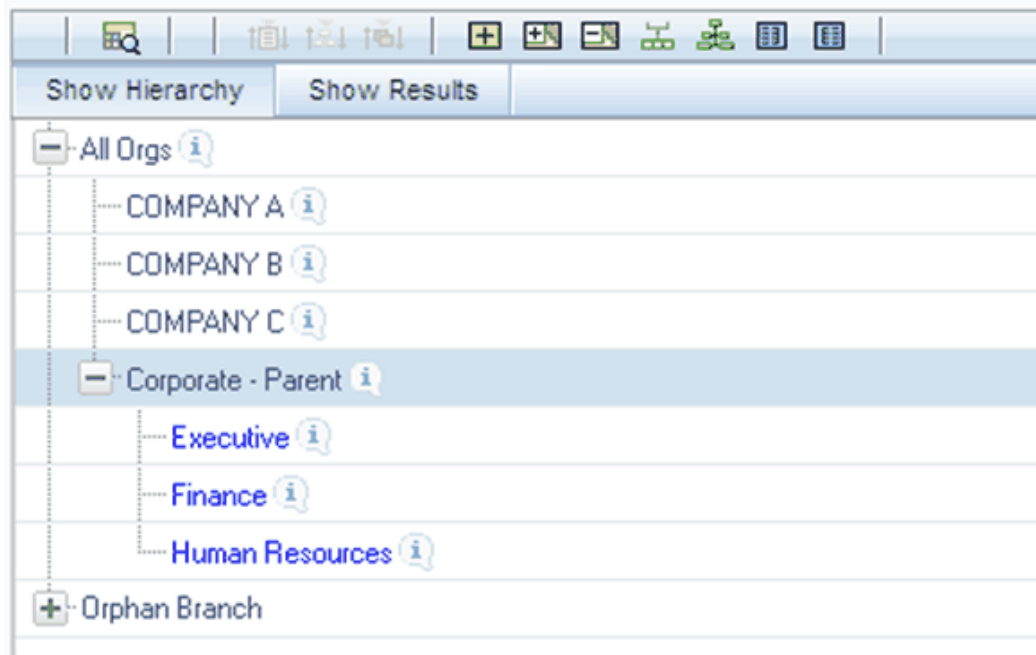 Show Hierarchy Show Results
All Orgs
COMPANY A
COMPANY B
COMPANY C
Corporate - Parent
Executive
Finance
Human Resources
Orphan Branch